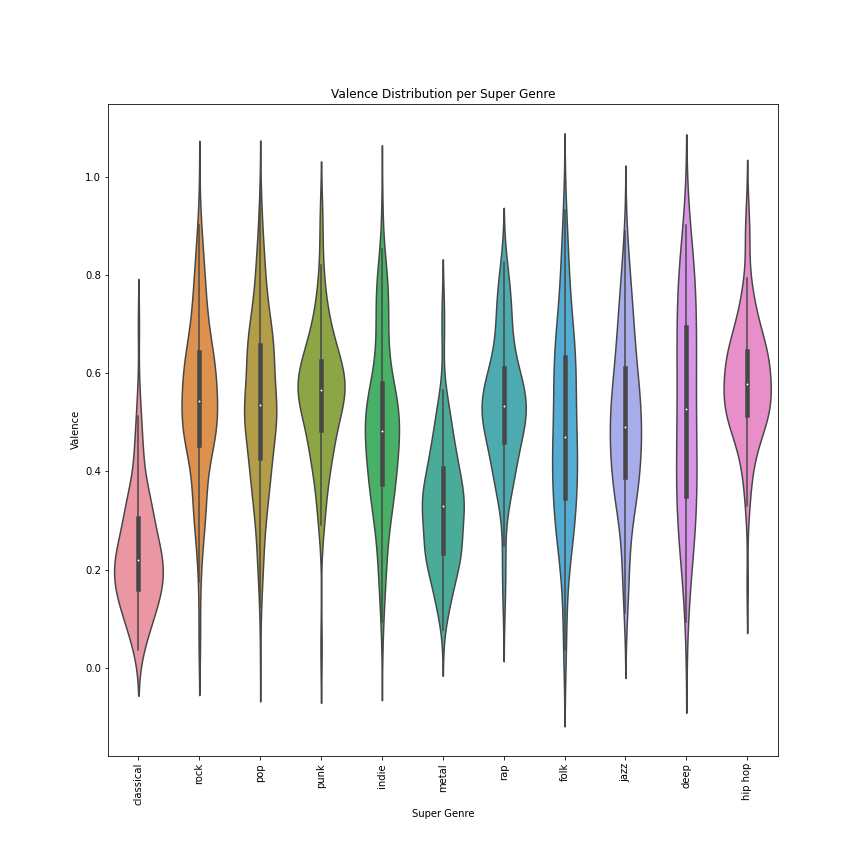 Valence Distribution per Super Genre
Valence
1.0
0.8
0.6
0.4
0.2
0.0
classical
rock
pop
punk
indie
metal
rap
folk
jazz
deep
hip hop
Super Genre